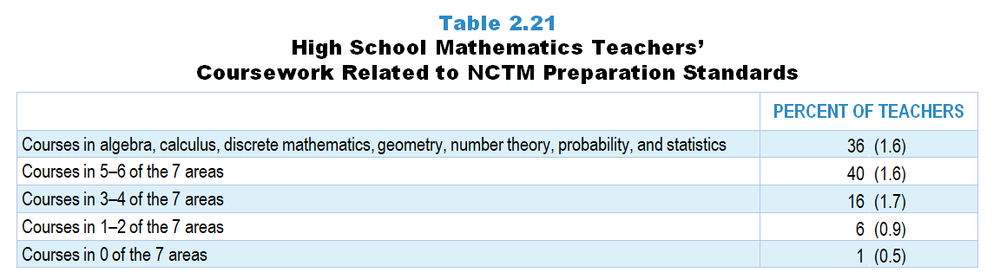 Table 2.21
High School Mathematics Teachers’
Coursework Related to NCTM Preparation Standards
PERCENT OF TEACHERS
Courses in algebra, calculus, discrete mathematics, geometry, number theory, probability, and statistics 36 (1.6)
Courses in 5–6 of the 7 areas 40 (1.6)
Courses in 3–4 of the 7 areas 16 (1.7)
Courses in 1–2 of the 7 areas 6 (0.9)
Courses in 0 of the 7 areas 1 (0.5)